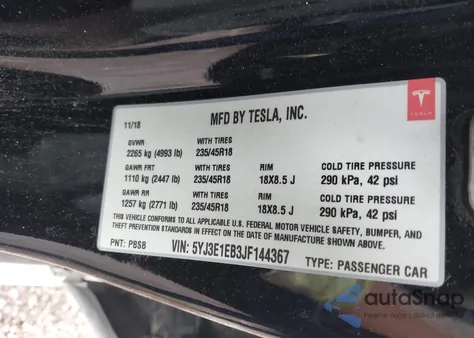 11/18 MFD BY TESLA, INC. TESLA
GVWR WITH TIRES
2265 kg (4993 lb) 235/45R18
GAWR FRT WITH TIRES RIM COLD TIRE PRESSURE
1110 kg (2447 lb) 235/45R18 18X8.5 J 290 kPa, 42 psi
GAWR RR WITH TIRES RIM COLD TIRE PRESSURE
1257 kg (2771 lb) 235/45R18 18X8.5 J 290 kPa, 42 psi
THIS VEHICLE CONFORMS TO ALL APPLICABLE U.S. FEDERAL MOTOR VEHICLE SAFETY, BUMPER, AND
THEFT PREVENTION STANDARDS IN EFFECT ON THE DATE OF MANUFACTURE SHOWN ABOVE.
PNT: PBSB VIN: 5YJ3E1EB3JF144367 TYPE: PASSENGER CAR
autoSnap